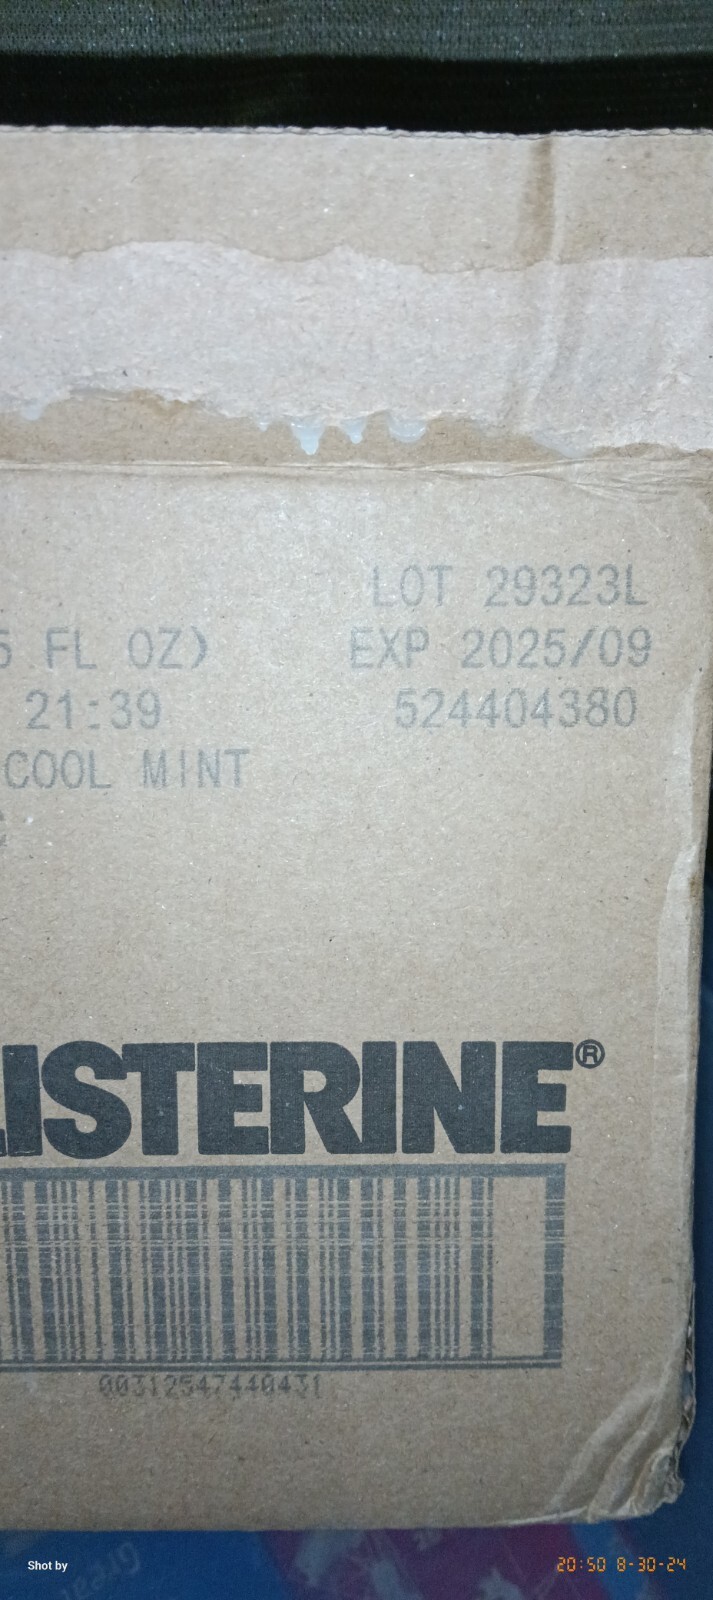 LOT 29323L
5 FL OZ) EXP 2025/09
21:39 524404380
COOL MINT
LISTERINE®
00312547440431
Shot by
20:50 8-30-24